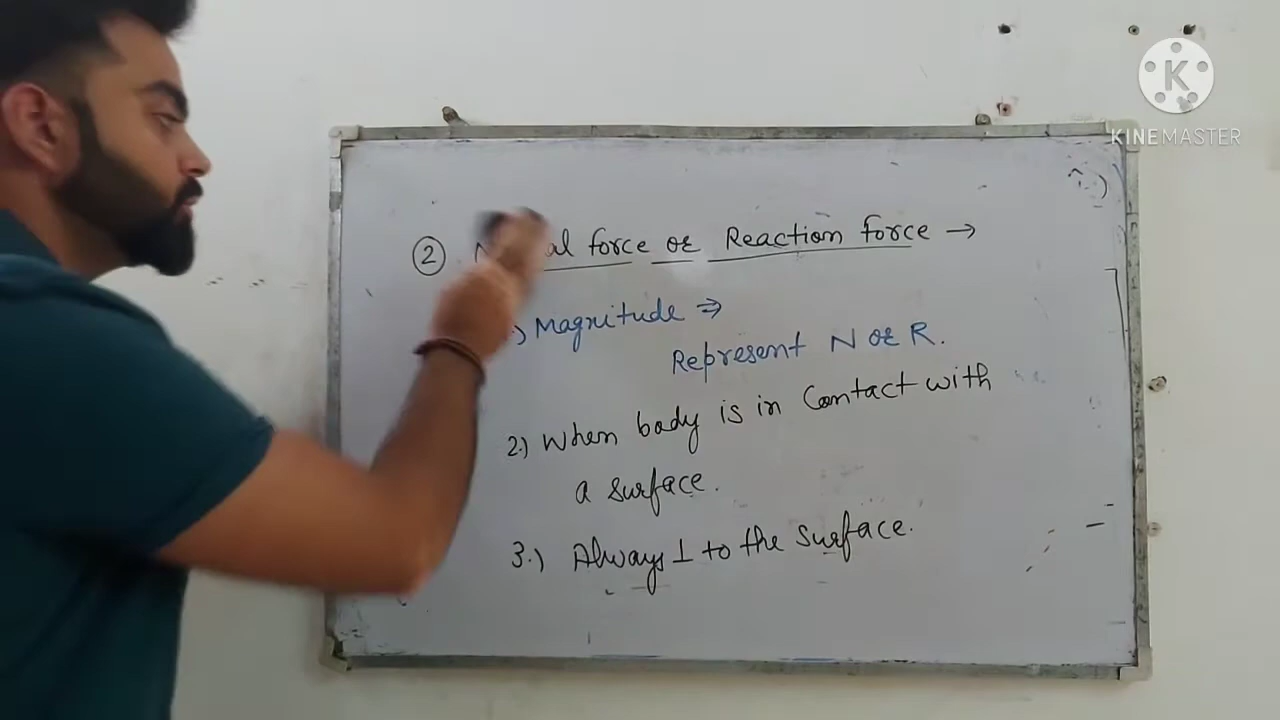 ② force or Reaction force →
) Magnitude ⇒
Represent N or R.
2.) When body is in Contact with
a surface.
3.) Always ⊥ to the surface.
K
KINEMASTER